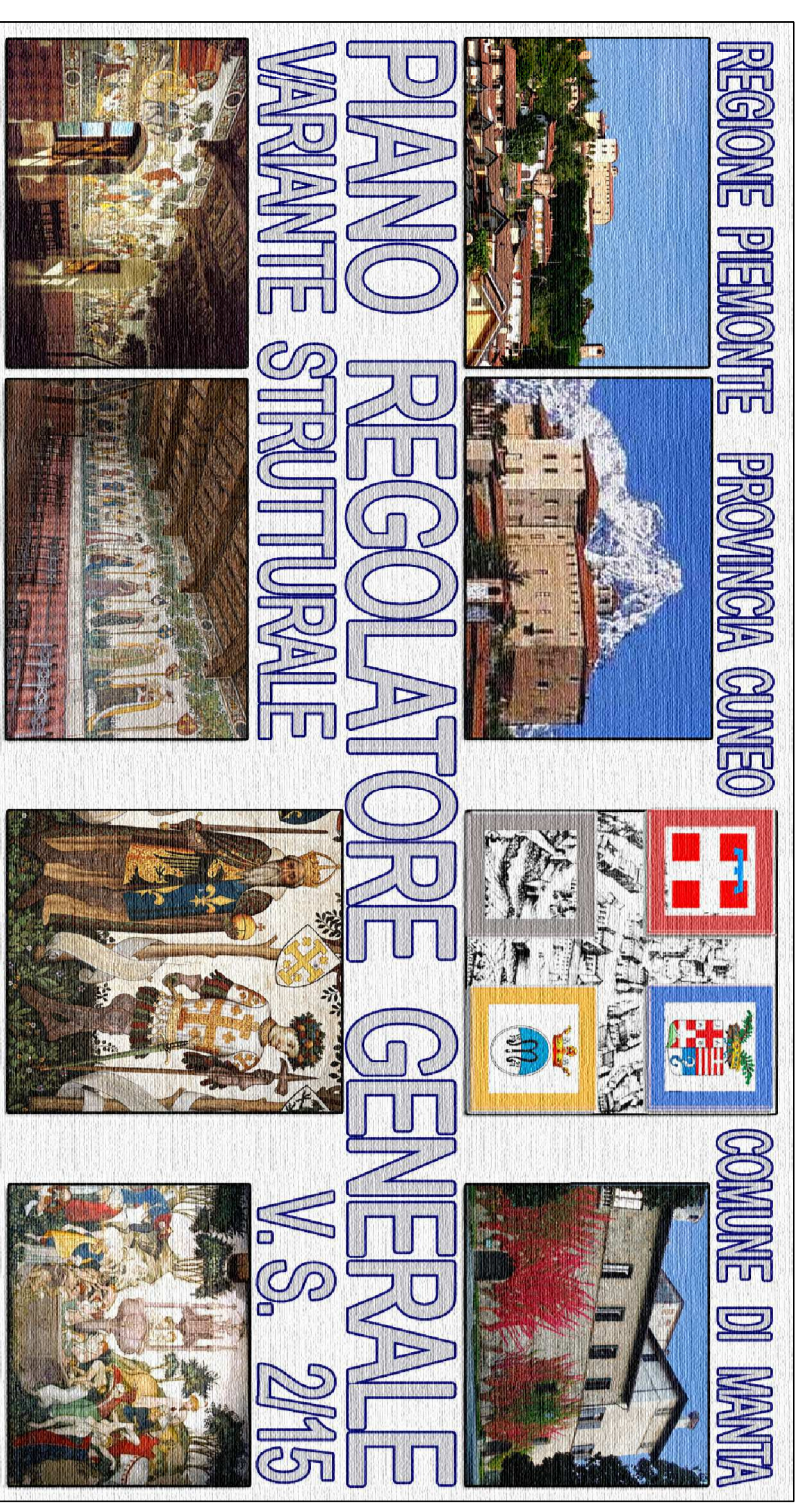 REGIONE PIEMONTE PROVINCIA CUNEO COMUNE DI MANTA
PIANO REGOLATORE GENERALE
VARIANTE STRUTTURALE V.S. 2/15